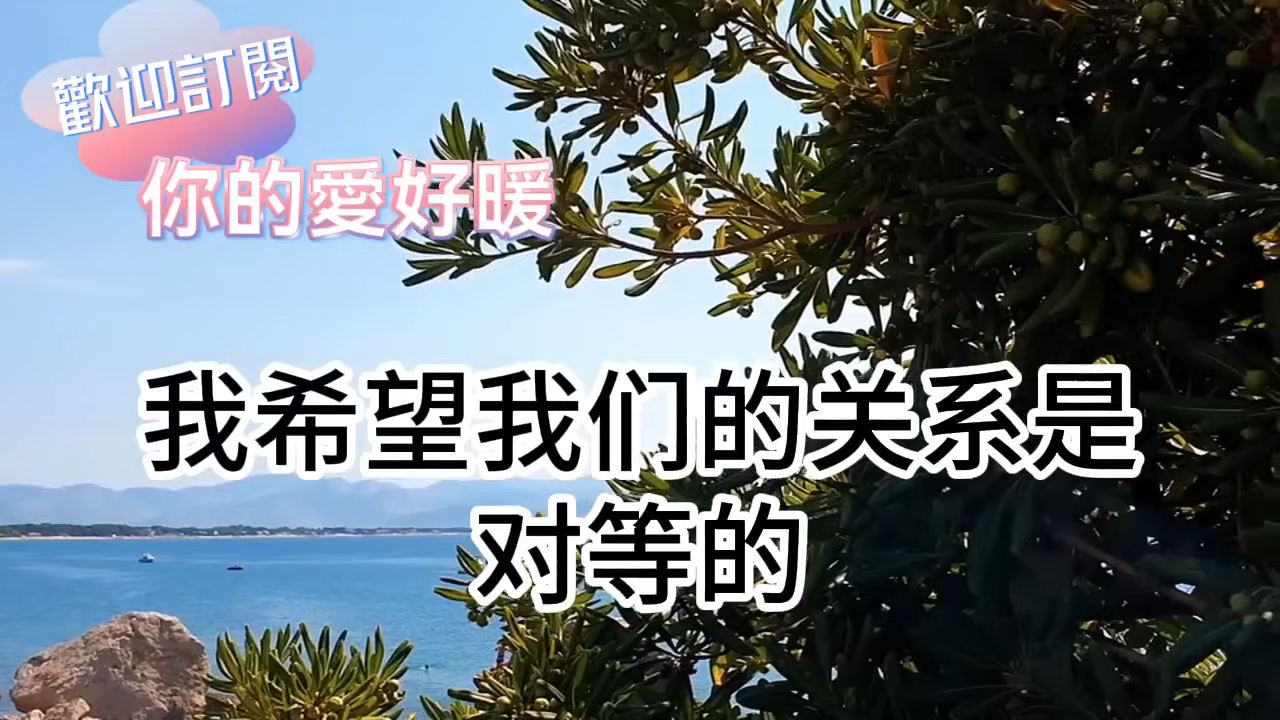 歡迎訂閱
你的愛好暖
我希望我们的关系是
对等的